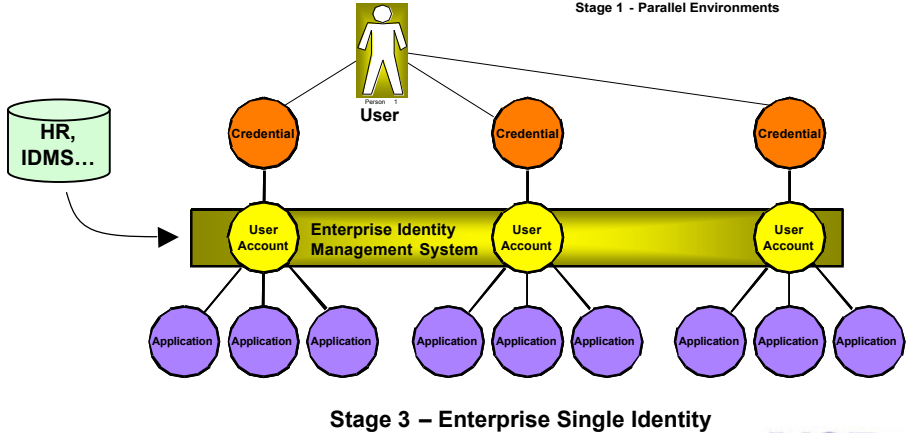 Stage 1 - Parallel Environments
Person 1
User
HR,
IDMS…
Credential
Credential
Credential
User
Account
Enterprise Identity
Management System
User
Account
User
Account
Application
Application
Application
Application
Application
Application
Application
Application
Application
Stage 3 – Enterprise Single Identity